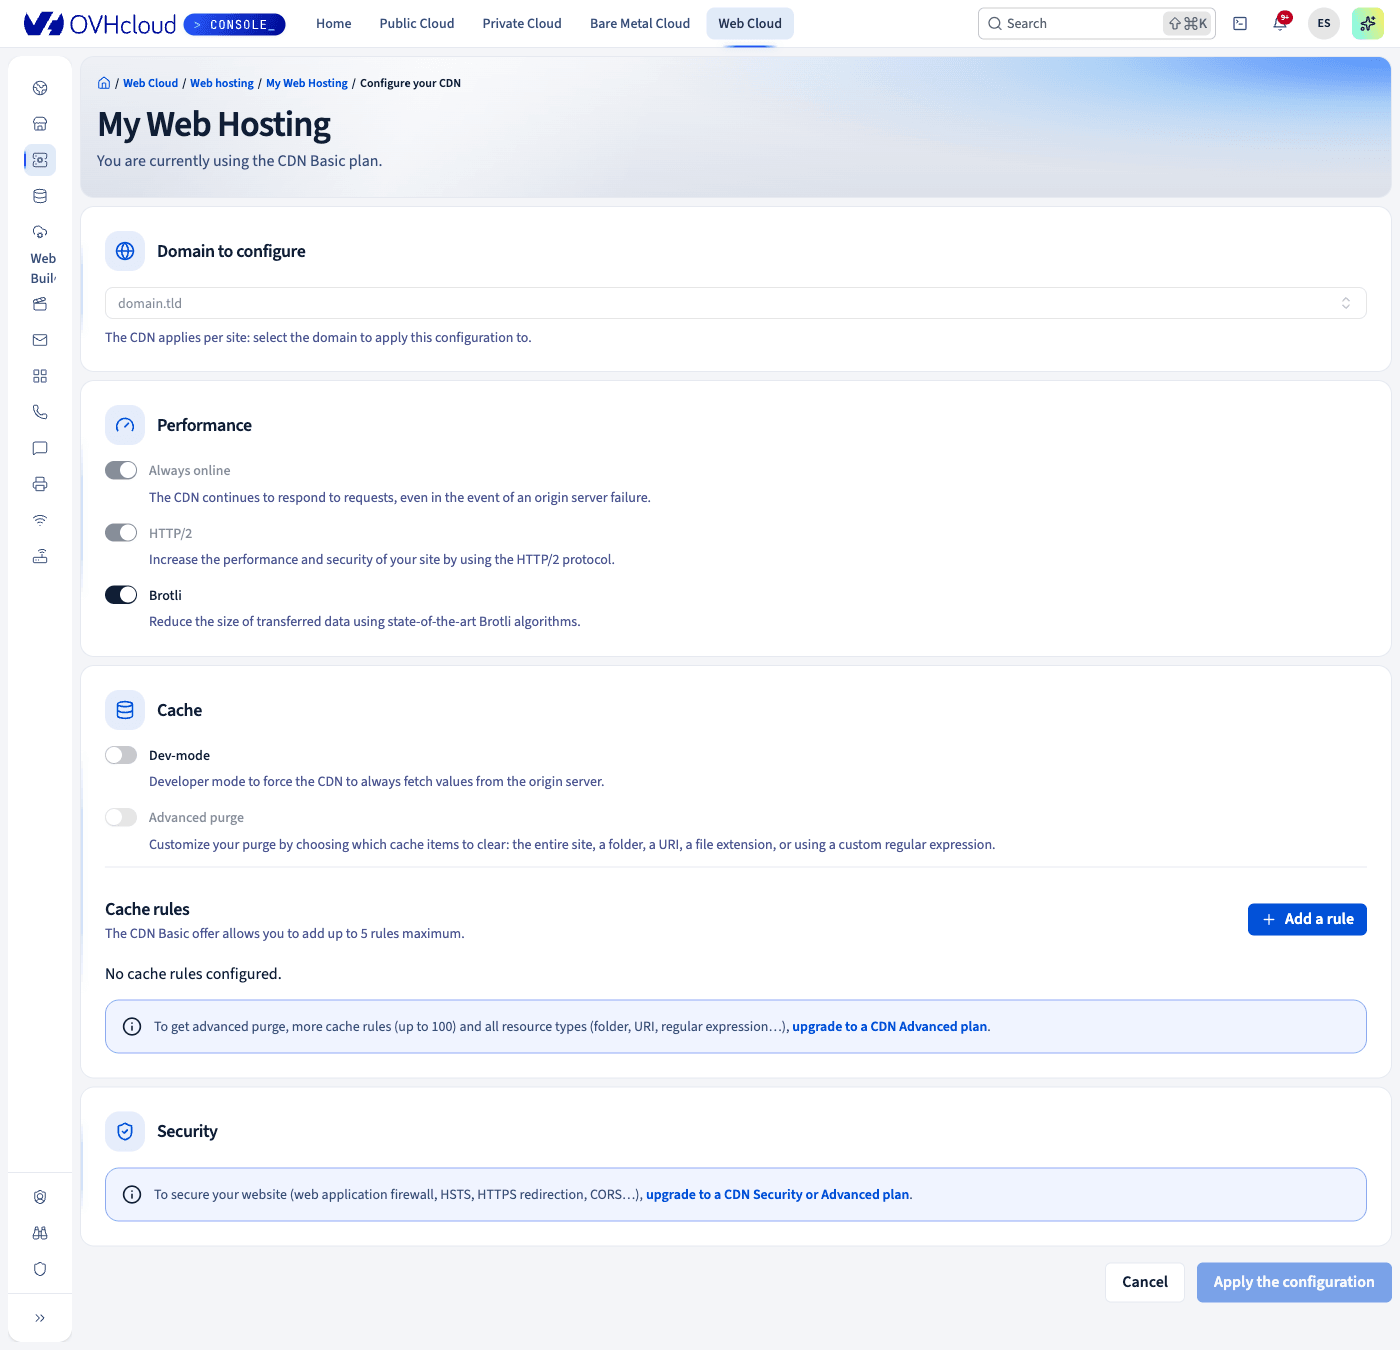 OVHcloud > CONSOLE_ Home Public Cloud Private Cloud Bare Metal Cloud Web Cloud Search ⇧⌘K 9+ ES
/ Web Cloud / Web hosting / My Web Hosting / Configure your CDN
My Web Hosting
You are currently using the CDN Basic plan.
Web
Domain to configure
domain.tld
The CDN applies per site: select the domain to apply this configuration to.
Performance
Always online
The CDN continues to respond to requests, even in the event of an origin server failure.
HTTP/2
Increase the performance and security of your site by using the HTTP/2 protocol.
Brotli
Reduce the size of transferred data using state-of-the-art Brotli algorithms.
Cache
Dev-mode
Developer mode to force the CDN to always fetch values from the origin server.
Advanced purge
Customize your purge by choosing which cache items to clear: the entire site, a folder, a URI, a file extension, or using a custom regular expression.
Cache rules
The CDN Basic offer allows you to add up to 5 rules maximum.
Add a rule
No cache rules configured.
To get advanced purge, more cache rules (up to 100) and all resource types (folder, URI, regular expression…), upgrade to a CDN Advanced plan.
Security
To secure your website (web application firewall, HSTS, HTTPS redirection, CORS…), upgrade to a CDN Security or Advanced plan.
Cancel Apply the configuration